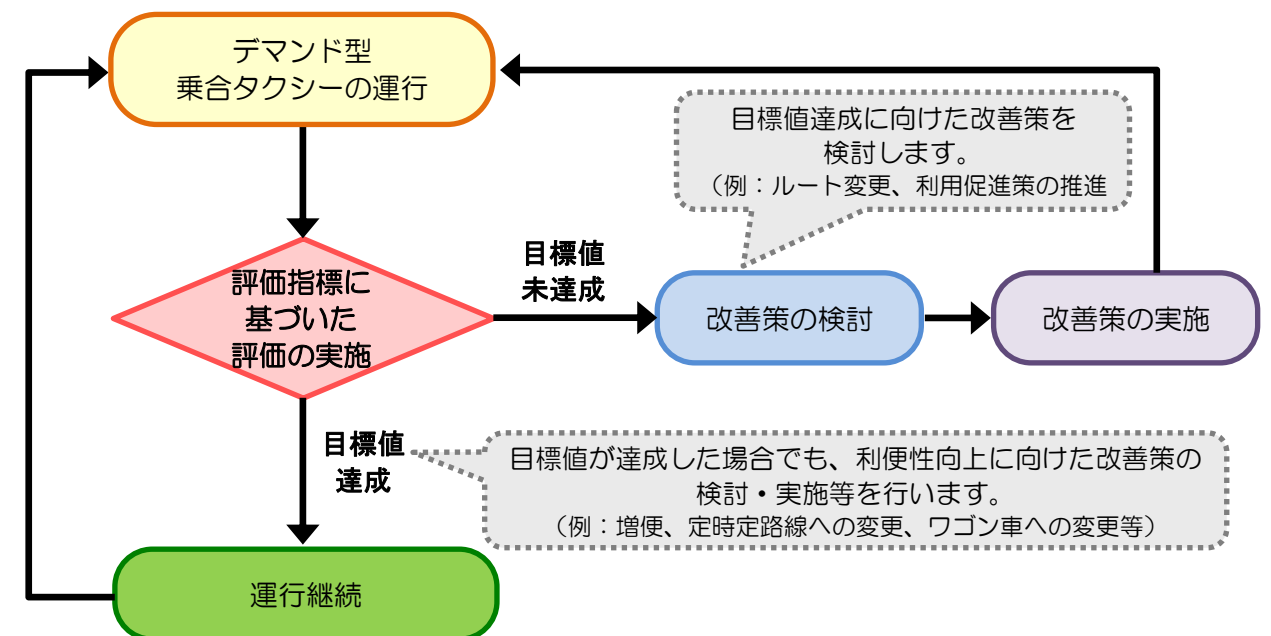 デマンド型
乗合タクシーの運行
目標値達成に向けた改善策を
検討します。
（例：ルート変更、利用促進策の推進
目標値
未達成
評価指標に
基づいた
評価の実施
改善策の検討
改善策の実施
目標値
達成
目標値が達成した場合でも、利便性向上に向けた改善策の
検討・実施等を行います。
（例：増便、定時定路線への変更、ワゴン車への変更等）
運行継続